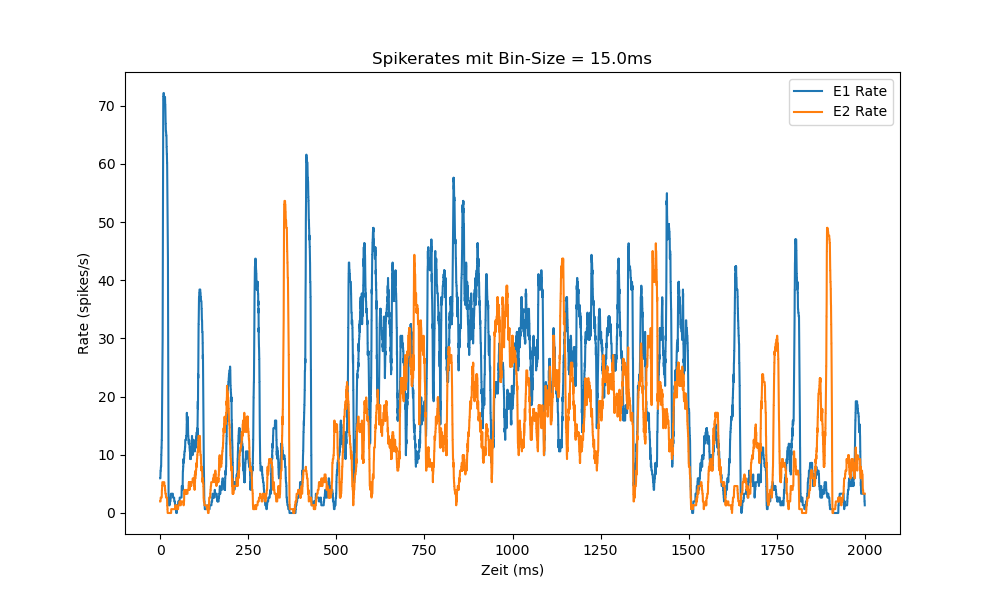 Spikerates mit Bin-Size = 15.0ms
E1 Rate
E2 Rate
70
60
50
40
30
20
10
0
Rate (spikes/s)
0 250 500 750 1000 1250 1500 1750 2000
Zeit (ms)